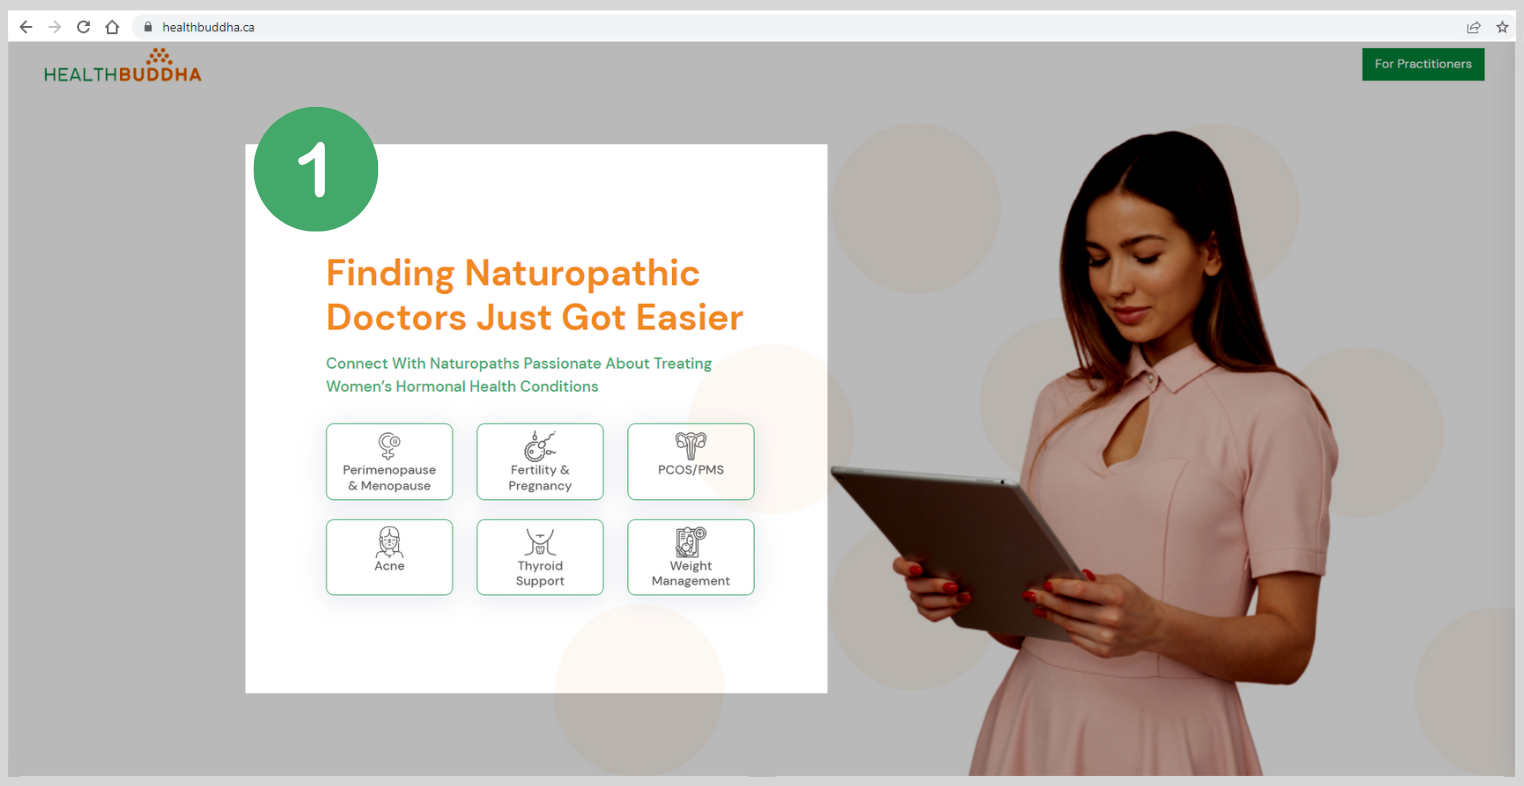 healthbuddha.ca
HEALTHBUDDHA
For Practitioners
1
Finding Naturopathic
Doctors Just Got Easier
Connect With Naturopaths Passionate About Treating
Women’s Hormonal Health Conditions
Perimenopause
& Menopause
Fertility &
Pregnancy
PCOS/PMS
Acne
Thyroid
Support
Weight
Management